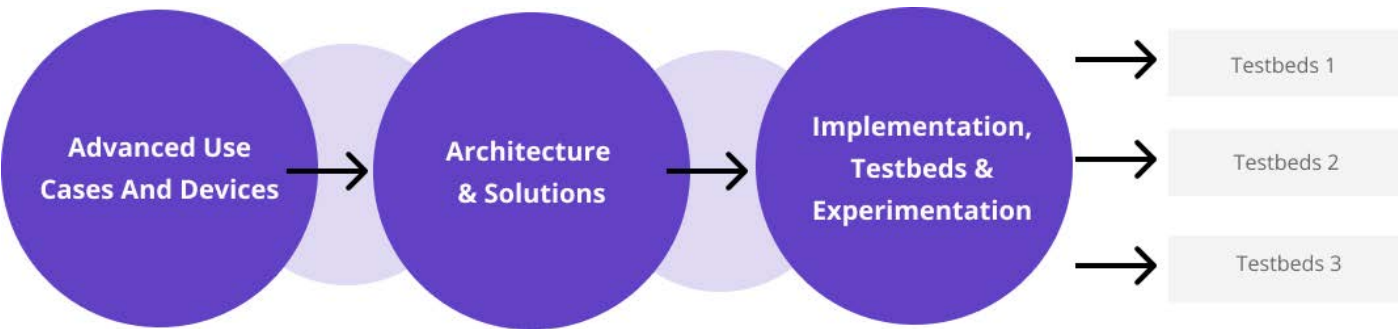 Advanced Use
Cases And Devices
Architecture
& Solutions
Implementation,
Testbeds &
Experimentation
Testbeds 1
Testbeds 2
Testbeds 3